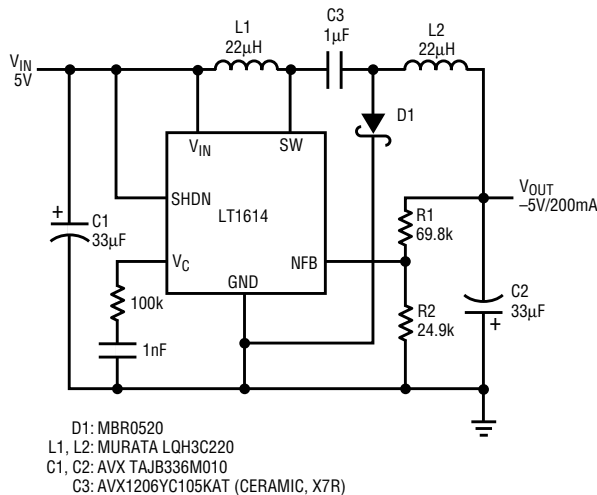 C3
1µF
L1
22µH
L2
22µH
VIN
5V
D1
VIN
SW
SHDN
LT1614
VOUT
–5V/200mA
R1
69.8k
+
C1
33µF
VC
NFB
GND
100k
R2
24.9k
C2
33µF
+
1nF
D1: MBR0520
L1, L2: MURATA LQH3C220
C1, C2: AVX TAJB336M010
C3: AVX1206YC105KAT (CERAMIC, X7R)